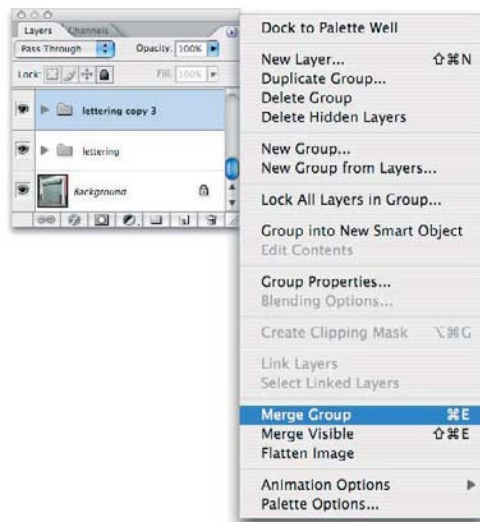 Layers
Channels
Pass Through
Opacity: 100%
Lock:
Fill: 100%
lettering copy 3
lettering
Background
Dock to Palette Well
New Layer... ⇧⌘N
Duplicate Group...
Delete Group
Delete Hidden Layers
New Group...
New Group from Layers...
Lock All Layers in Group...
Group into New Smart Object
Edit Contents
Group Properties...
Blending Options...
Create Clipping Mask ⌥⌘G
Link Layers
Select Linked Layers
Merge Group ⌘E
Merge Visible ⇧⌘E
Flatten Image
Animation Options
Palette Options...